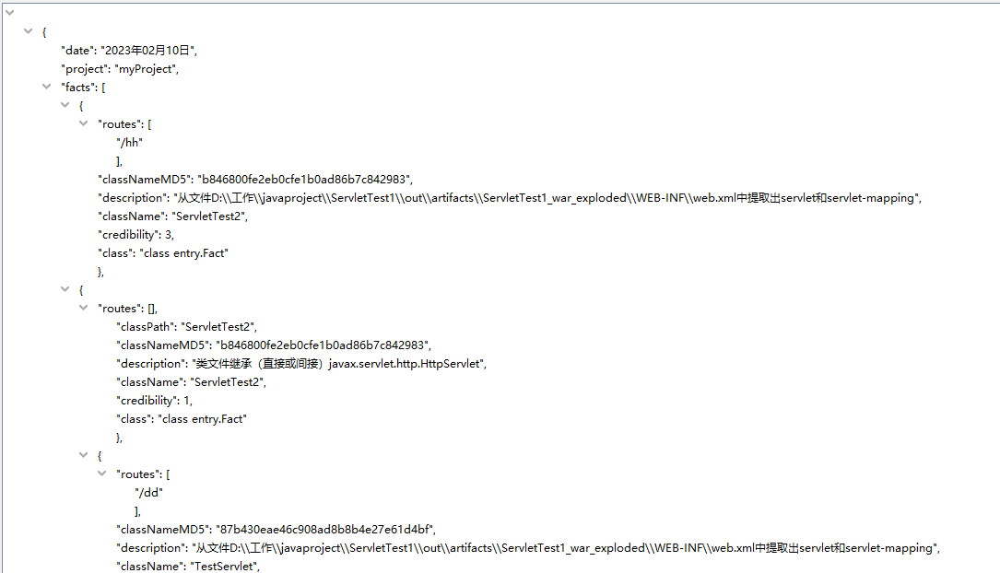 {
"date": "2023年02月10日",
"project": "myProject",
"facts": [
{
"routes": [
"/hh"
],
"classNameMD5": "b846800fe2eb0cfe1b0ad86b7c842983",
"description": "从文件D:\\工作\\javaproject\\ServletTest1\\out\\artifacts\\ServletTest1_war_exploded\\WEB-INF\\web.xml中提取出servlet和servlet-mapping",
"className": "ServletTest2",
"credibility": 3,
"class": "class entry.Fact"
},
{
"routes": [],
"classPath": "ServletTest2",
"classNameMD5": "b846800fe2eb0cfe1b0ad86b7c842983",
"description": "类文件继承（直接或间接）javax.servlet.http.HttpServlet",
"className": "ServletTest2",
"credibility": 1,
"class": "class entry.Fact"
},
{
"routes": [
"/dd"
],
"classNameMD5": "87b430eae46c908ad8b8b4e27e61d4bf",
"description": "从文件D:\\工作\\javaproject\\ServletTest1\\out\\artifacts\\ServletTest1_war_exploded\\WEB-INF\\web.xml中提取出servlet和servlet-mapping",
"className": "TestServlet",